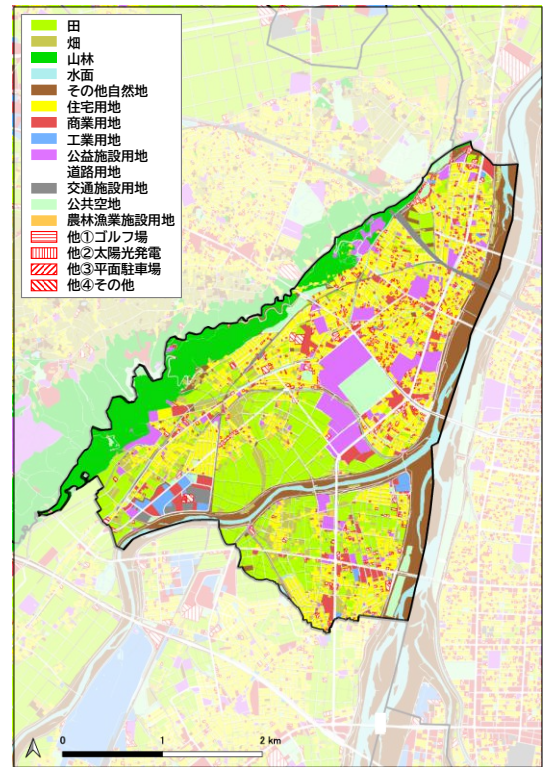 田
畑
山林
水面
その他自然地
住宅用地
商業用地
工業用地
公益施設用地
道路用地
交通施設用地
公共空地
農林漁業施設用地
他①ゴルフ場
他②太陽光発電
他③平面駐車場
他④その他
0 1 2 km